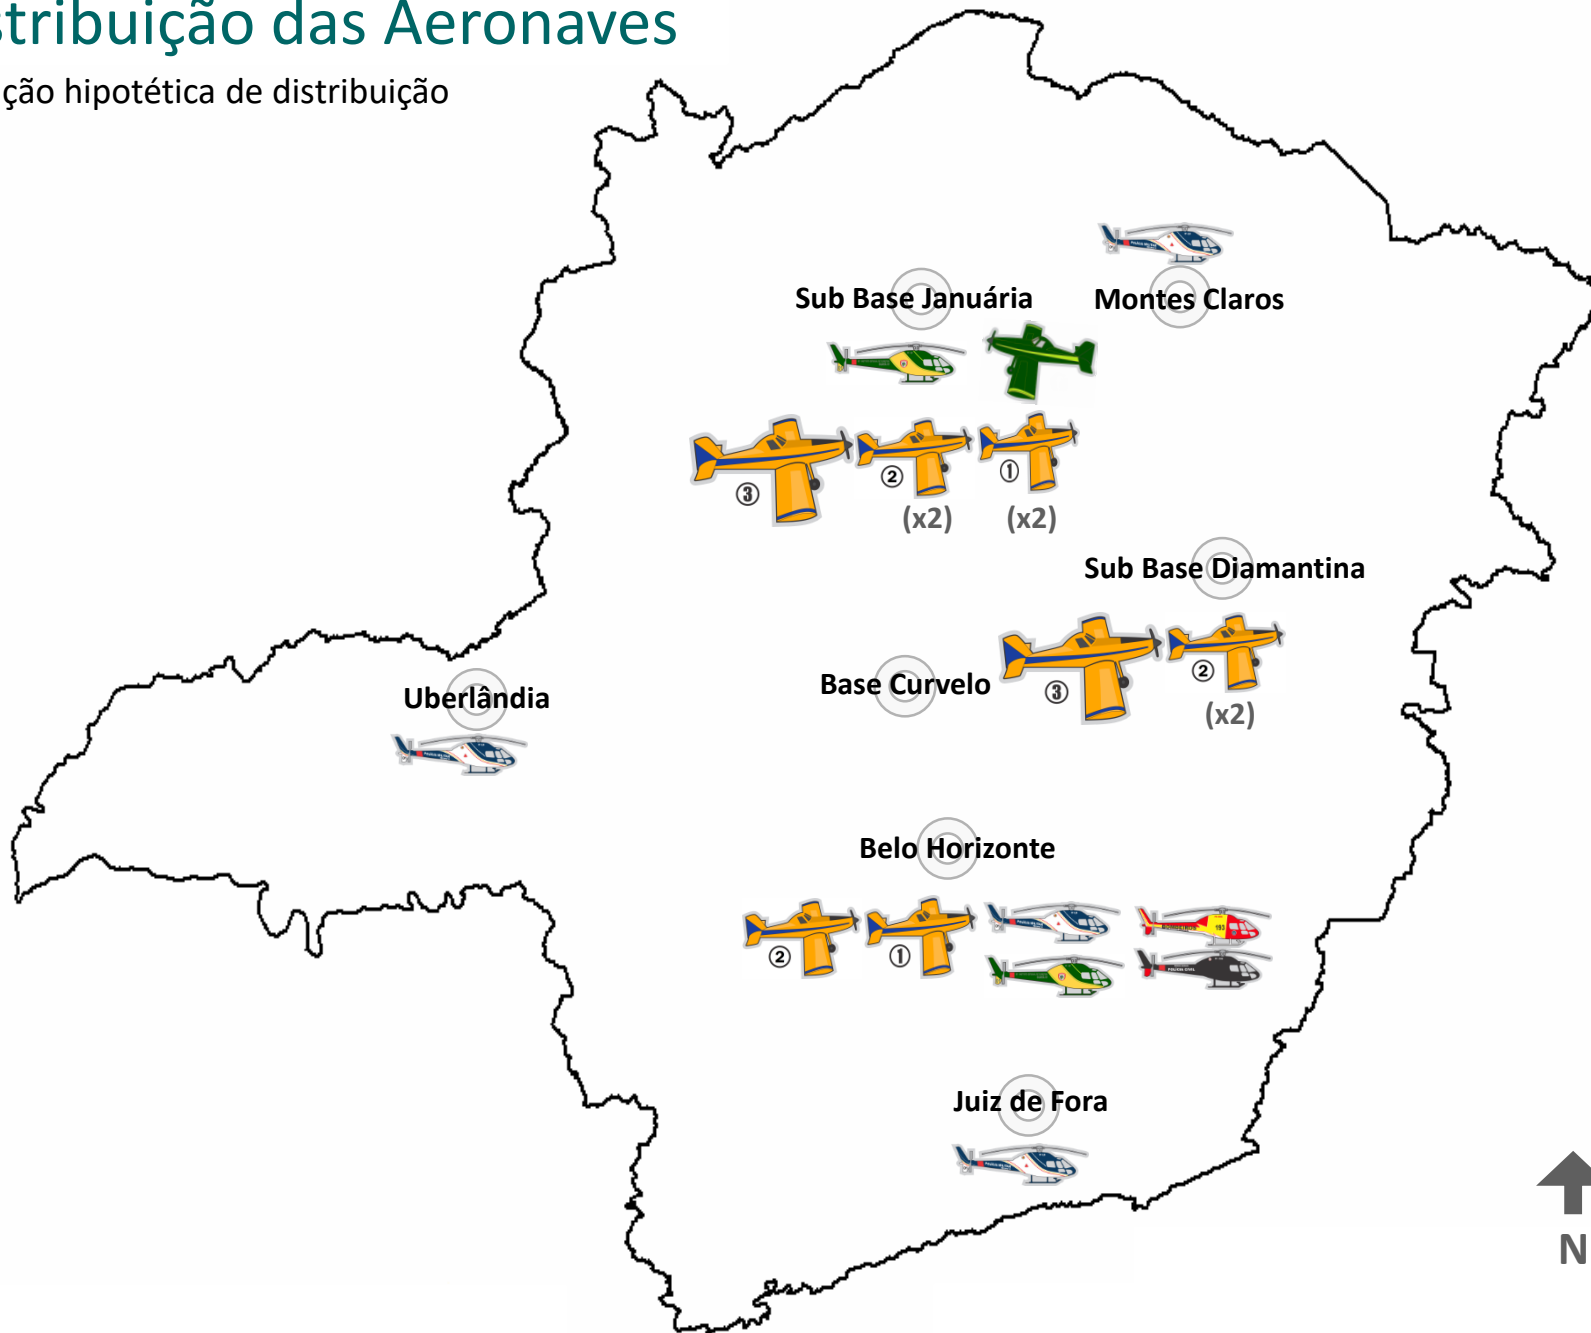 stribuição das Aeronaves
ção hipotética de distribuição
Sub Base Januária
Montes Claros
③ ② ①
(x2) (x2)
Sub Base Diamantina
Base Curvelo
③ ②
(x2)
Uberlândia
Belo Horizonte
② ①
193
Juiz de Fora
N